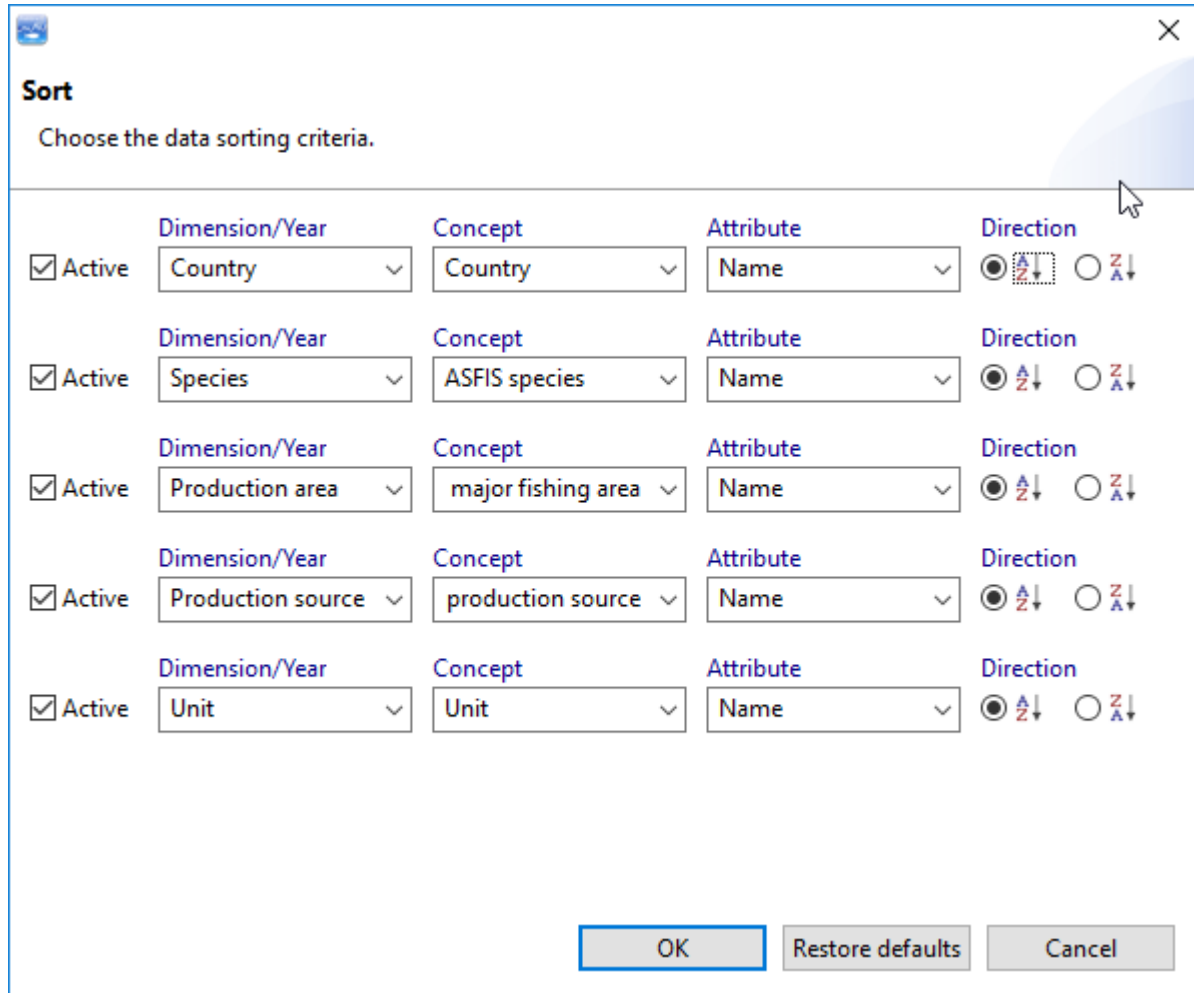 Sort
Choose the data sorting criteria.
Dimension/Year Concept Attribute Direction
Active Country Country Name
Dimension/Year Concept Attribute Direction
Active Species ASFIS species Name
Dimension/Year Concept Attribute Direction
Active Production area major fishing area Name
Dimension/Year Concept Attribute Direction
Active Production source production source Name
Dimension/Year Concept Attribute Direction
Active Unit Unit Name
OK Restore defaults Cancel